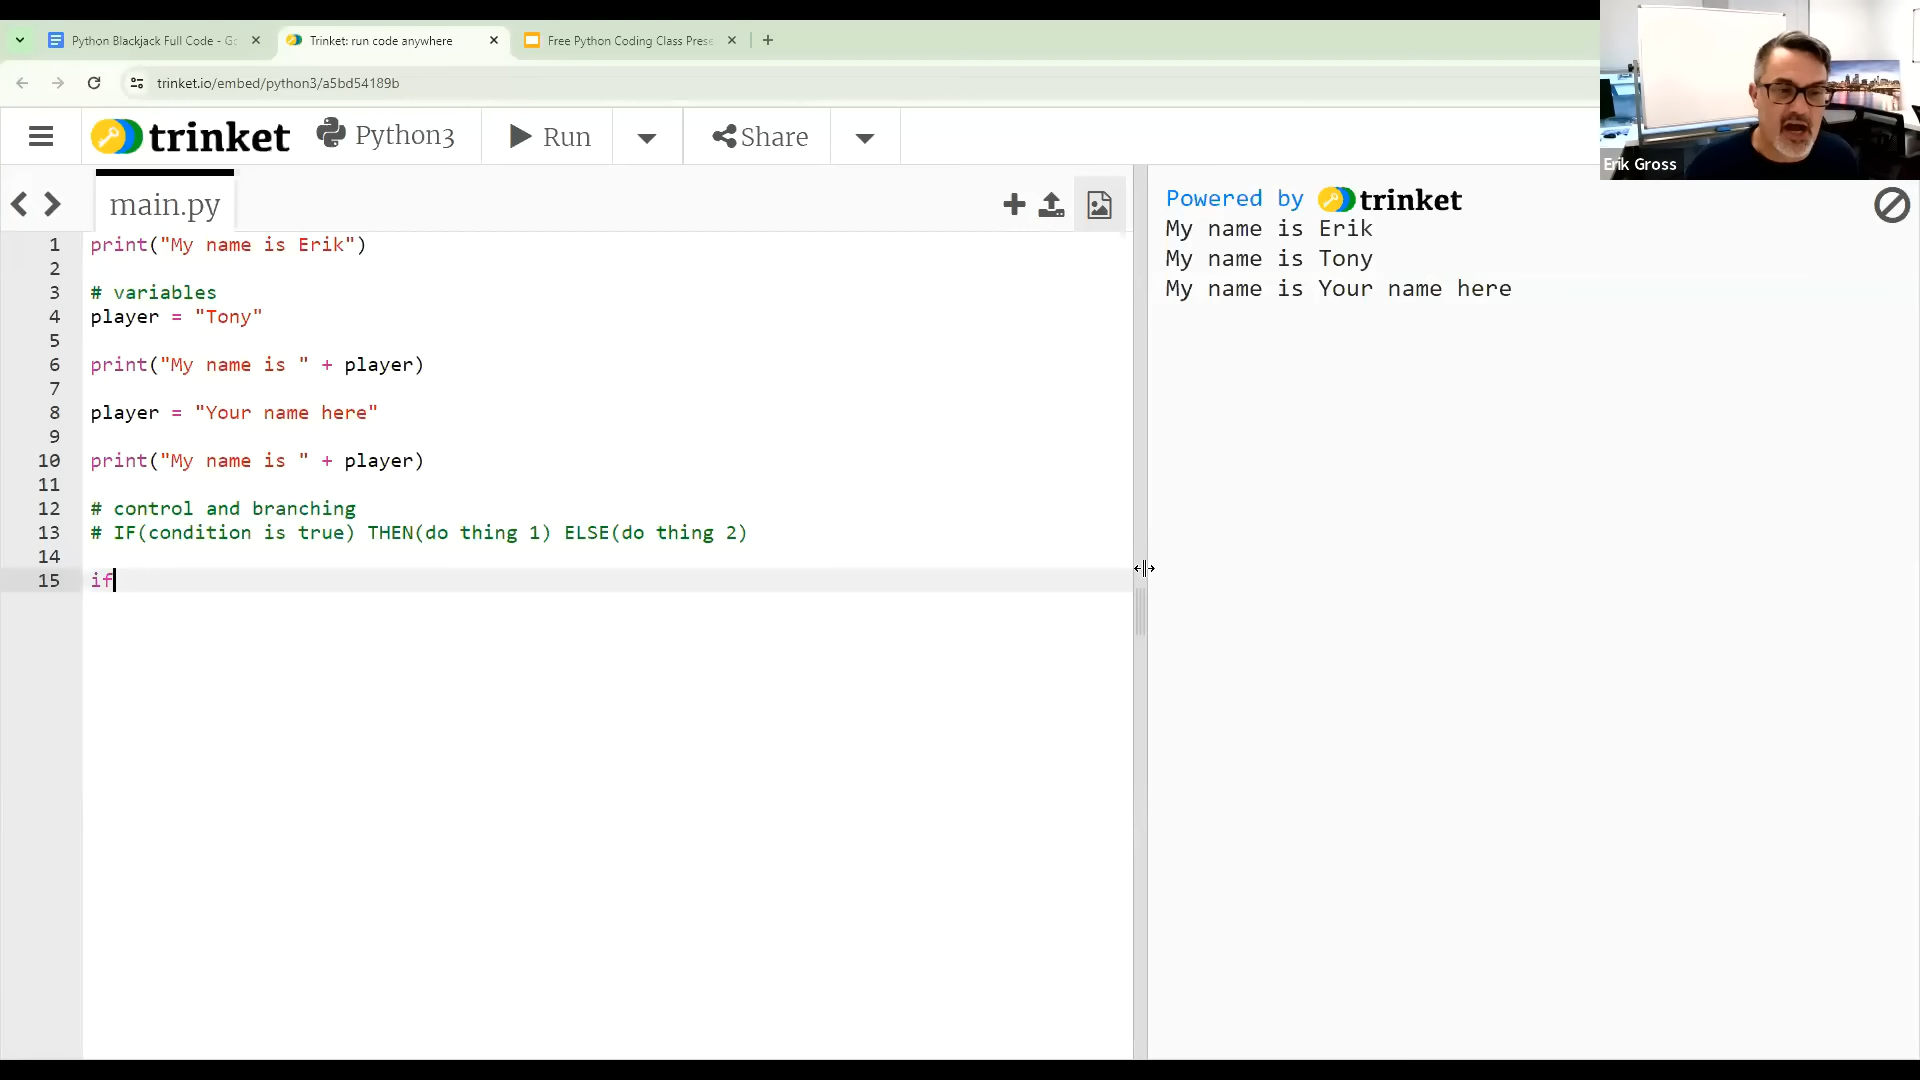 Python Blackjack Full Code - Go
Trinket: run code anywhere
Free Python Coding Class Prese
trinket.io/embed/python3/a5bd54189b
trinket
Python3
Run
Share
Erik Gross
main.py
1 print("My name is Erik")
2
3 # variables
4 player = "Tony"
5
6 print("My name is " + player)
7
8 player = "Your name here"
9
10 print("My name is " + player)
11
12 # control and branching
13 # IF(condition is true) THEN(do thing 1) ELSE(do thing 2)
14
15 if
Powered by trinket
My name is Erik
My name is Tony
My name is Your name here